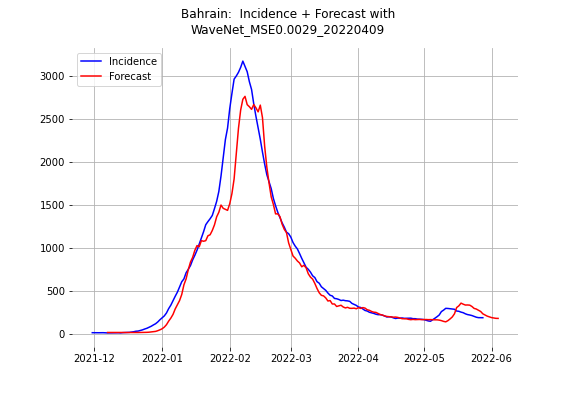 Bahrain:  Incidence + Forecast with
WaveNet_MSE0.0029_20220409
Incidence
Forecast
3000
2500
2000
1500
1000
500
0
2021-12 2022-01 2022-02 2022-03 2022-04 2022-05 2022-06